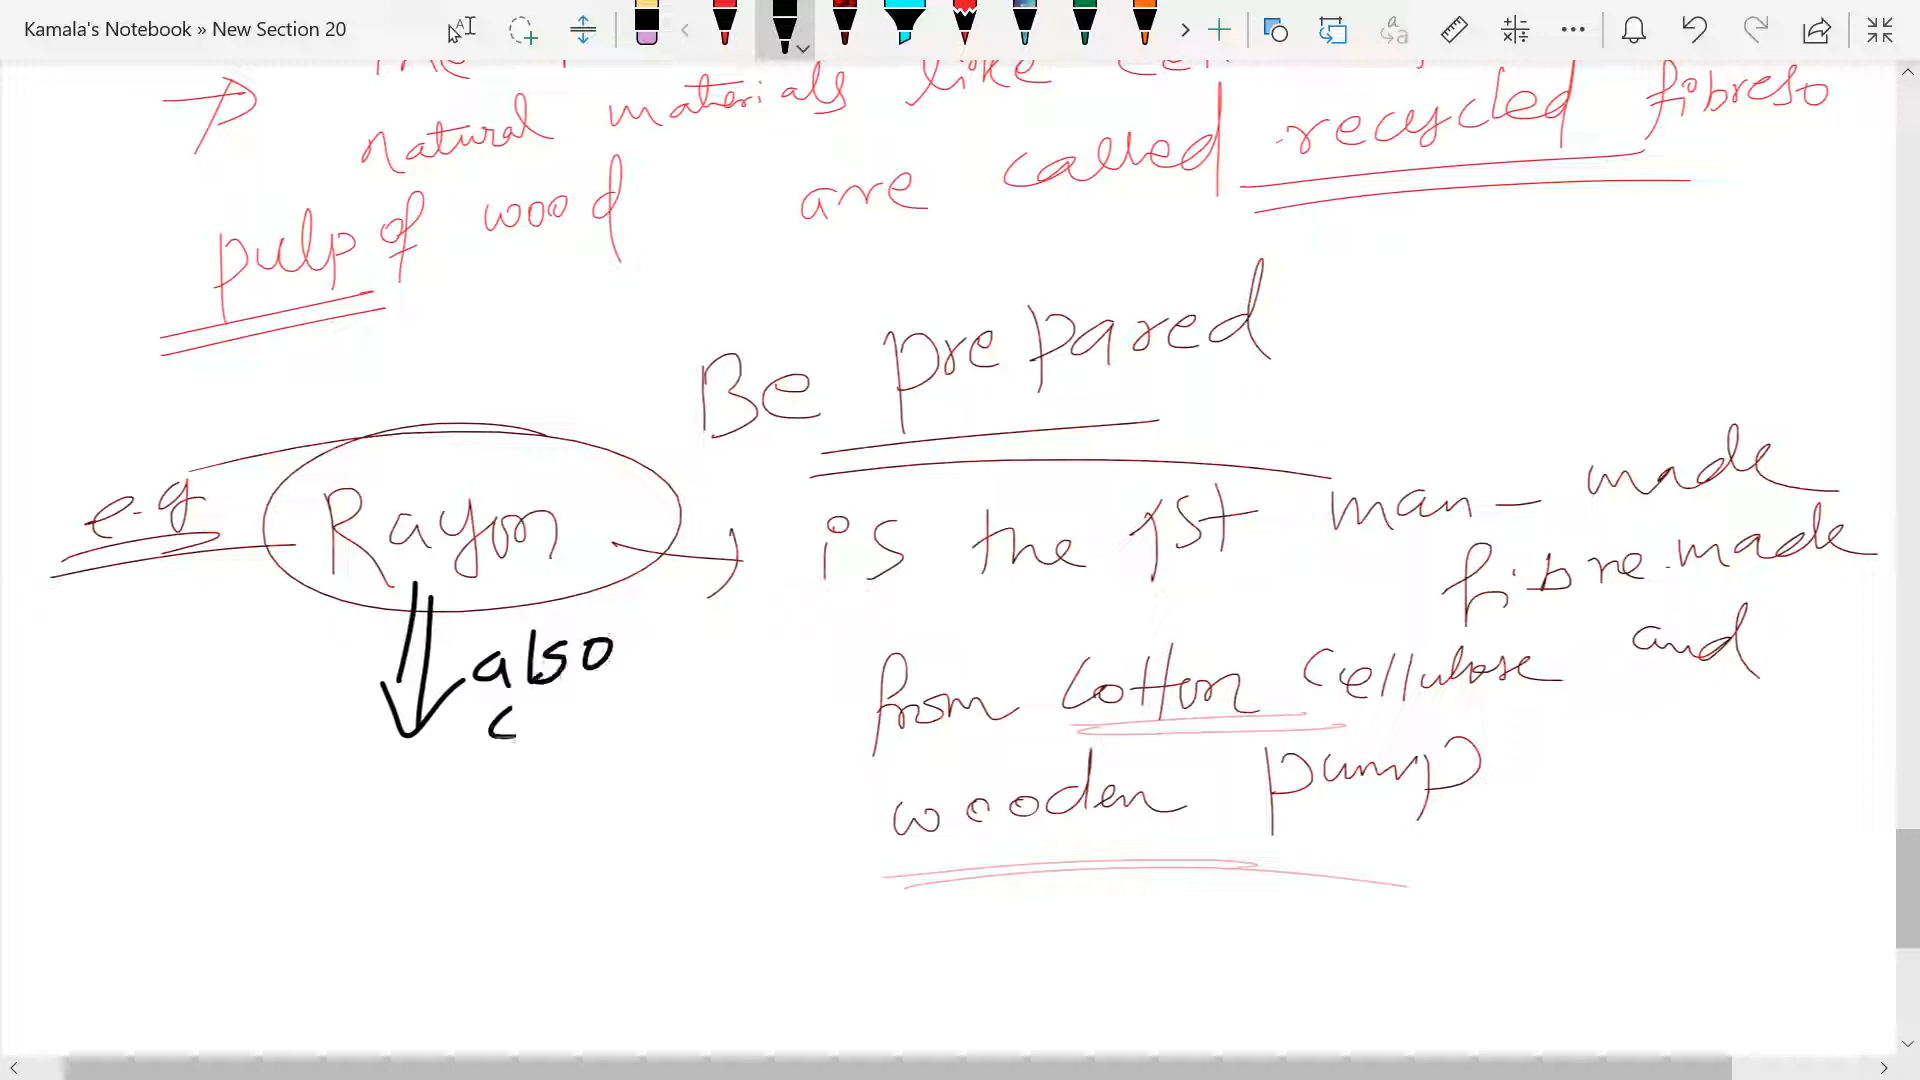 Kamala's Notebook » New Section 20
natural materials like
pulp of wood are called recycled fibreso
Be prepared
e.g Rayon → is the 1st man-made
fibre.made
from cotton cellulose and
wooden pump
also
c